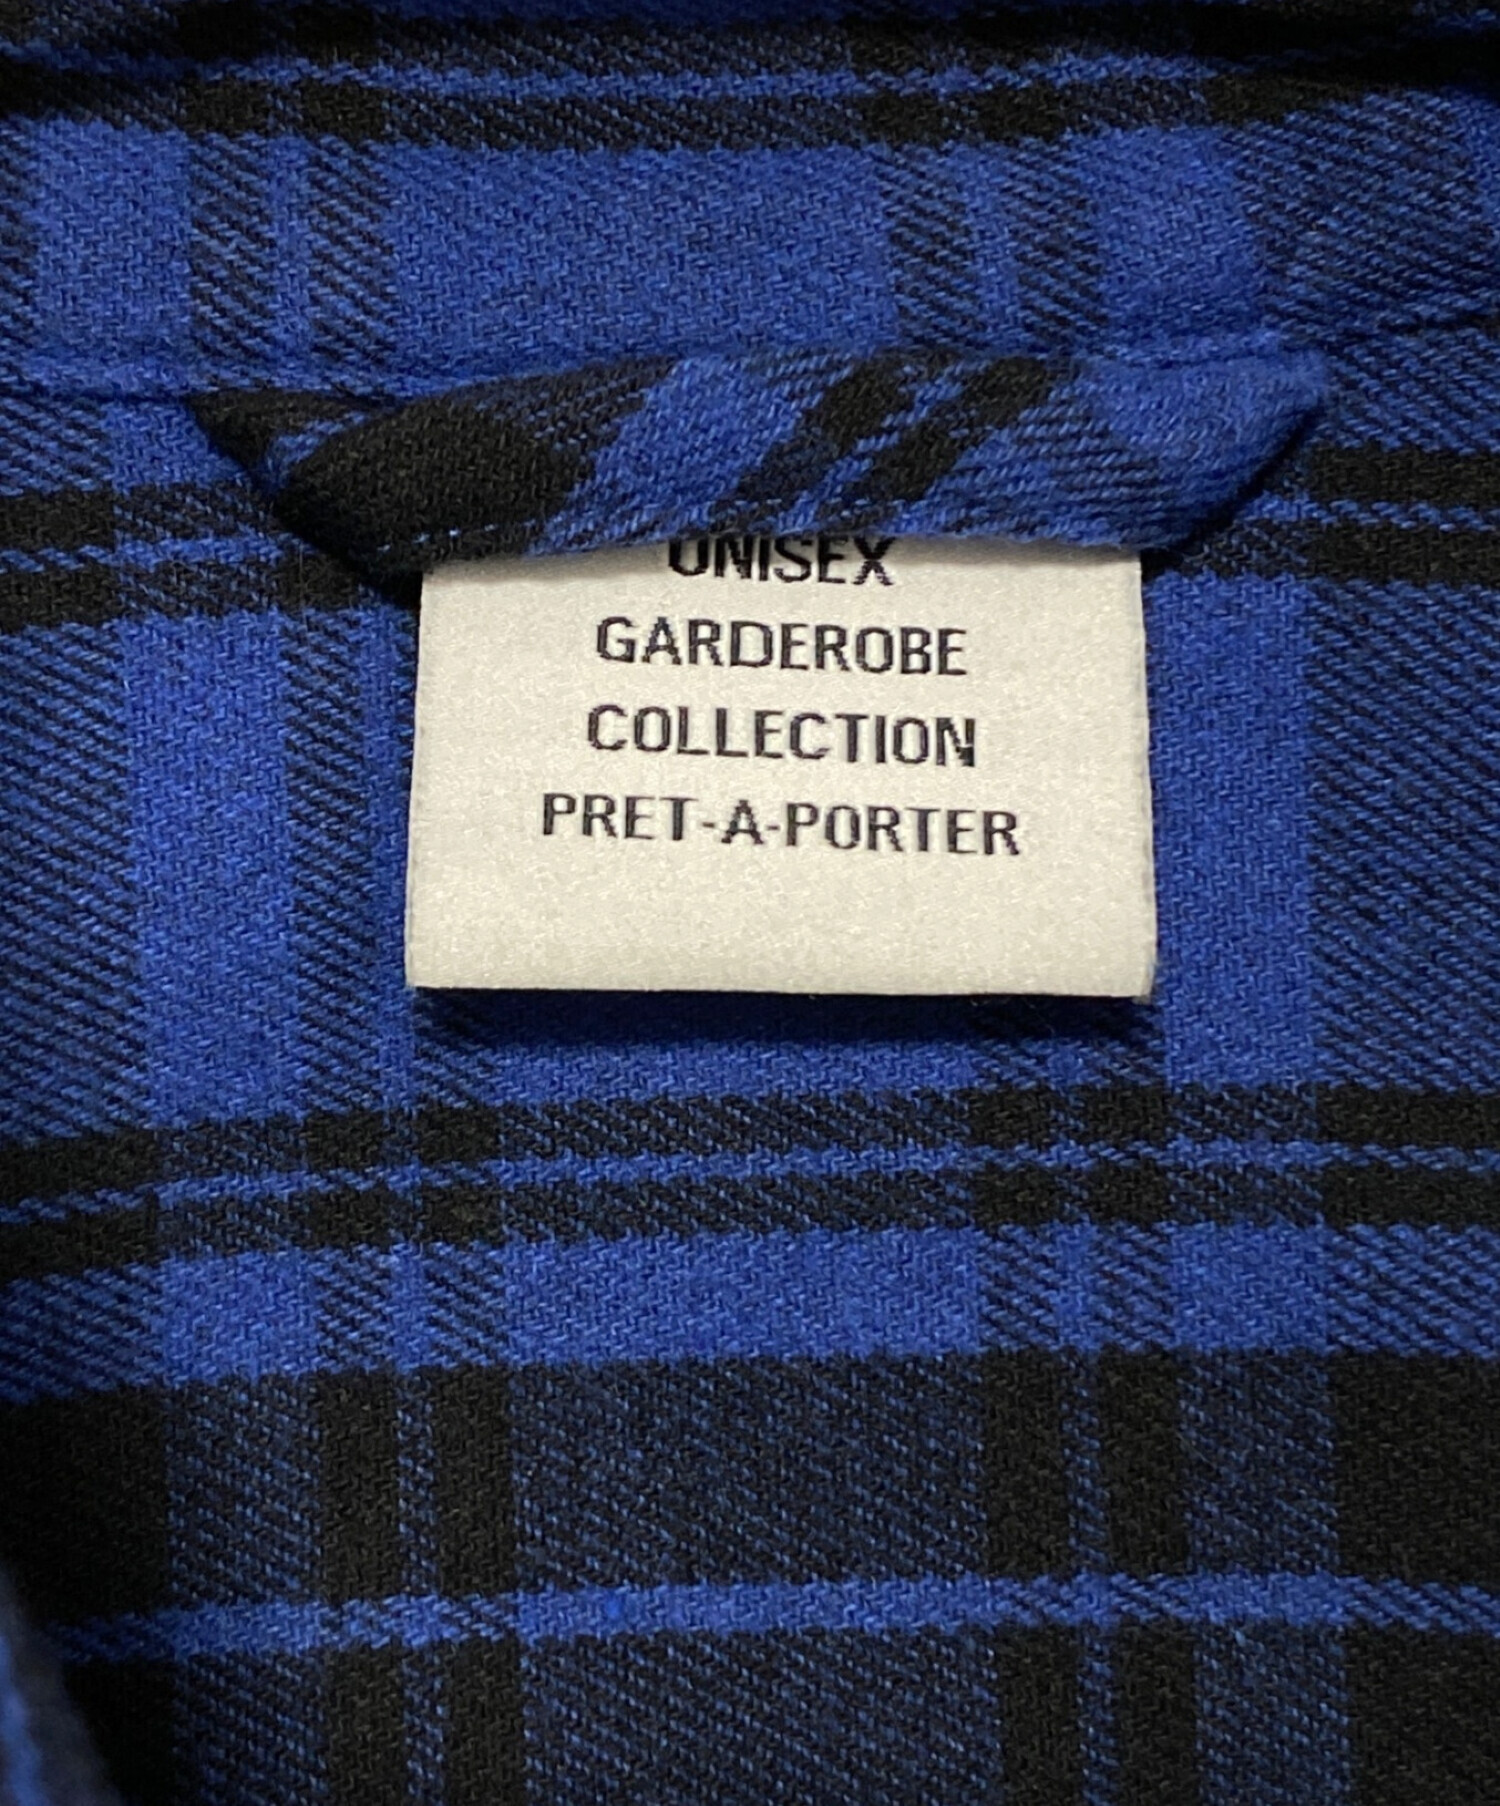 UNISEX
GARDEROBE
COLLECTION
PRET-A-PORTER